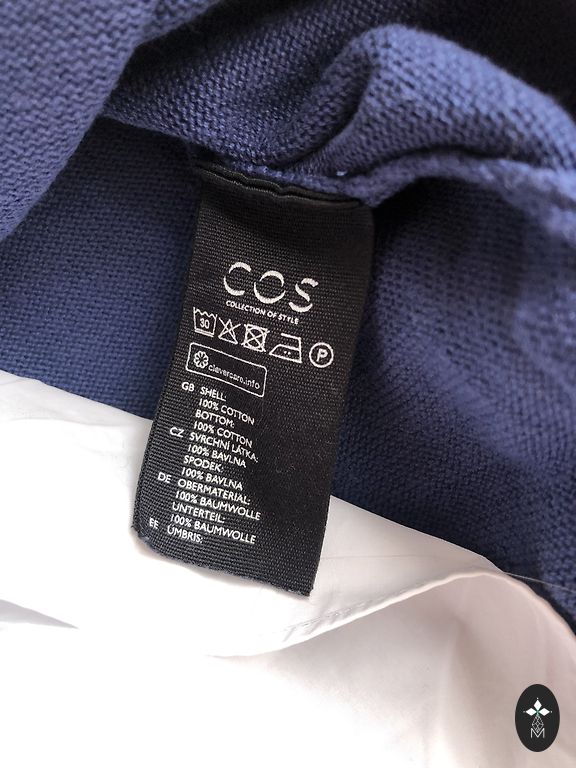 COS
COLLECTION OF STYLE
30 P
clevercare.info
GB SHELL:
100% COTTON
BOTTOM:
100% COTTON
CZ SVRCHNÍ LÁTKA:
100% BAVLNA
SPODEK:
100% BAVLNA
DE OBERMATERIAL:
100% BAUMWOLLE
UNTERTEIL:
100% BAUMWOLLE
EE ÜMBRIS:
M